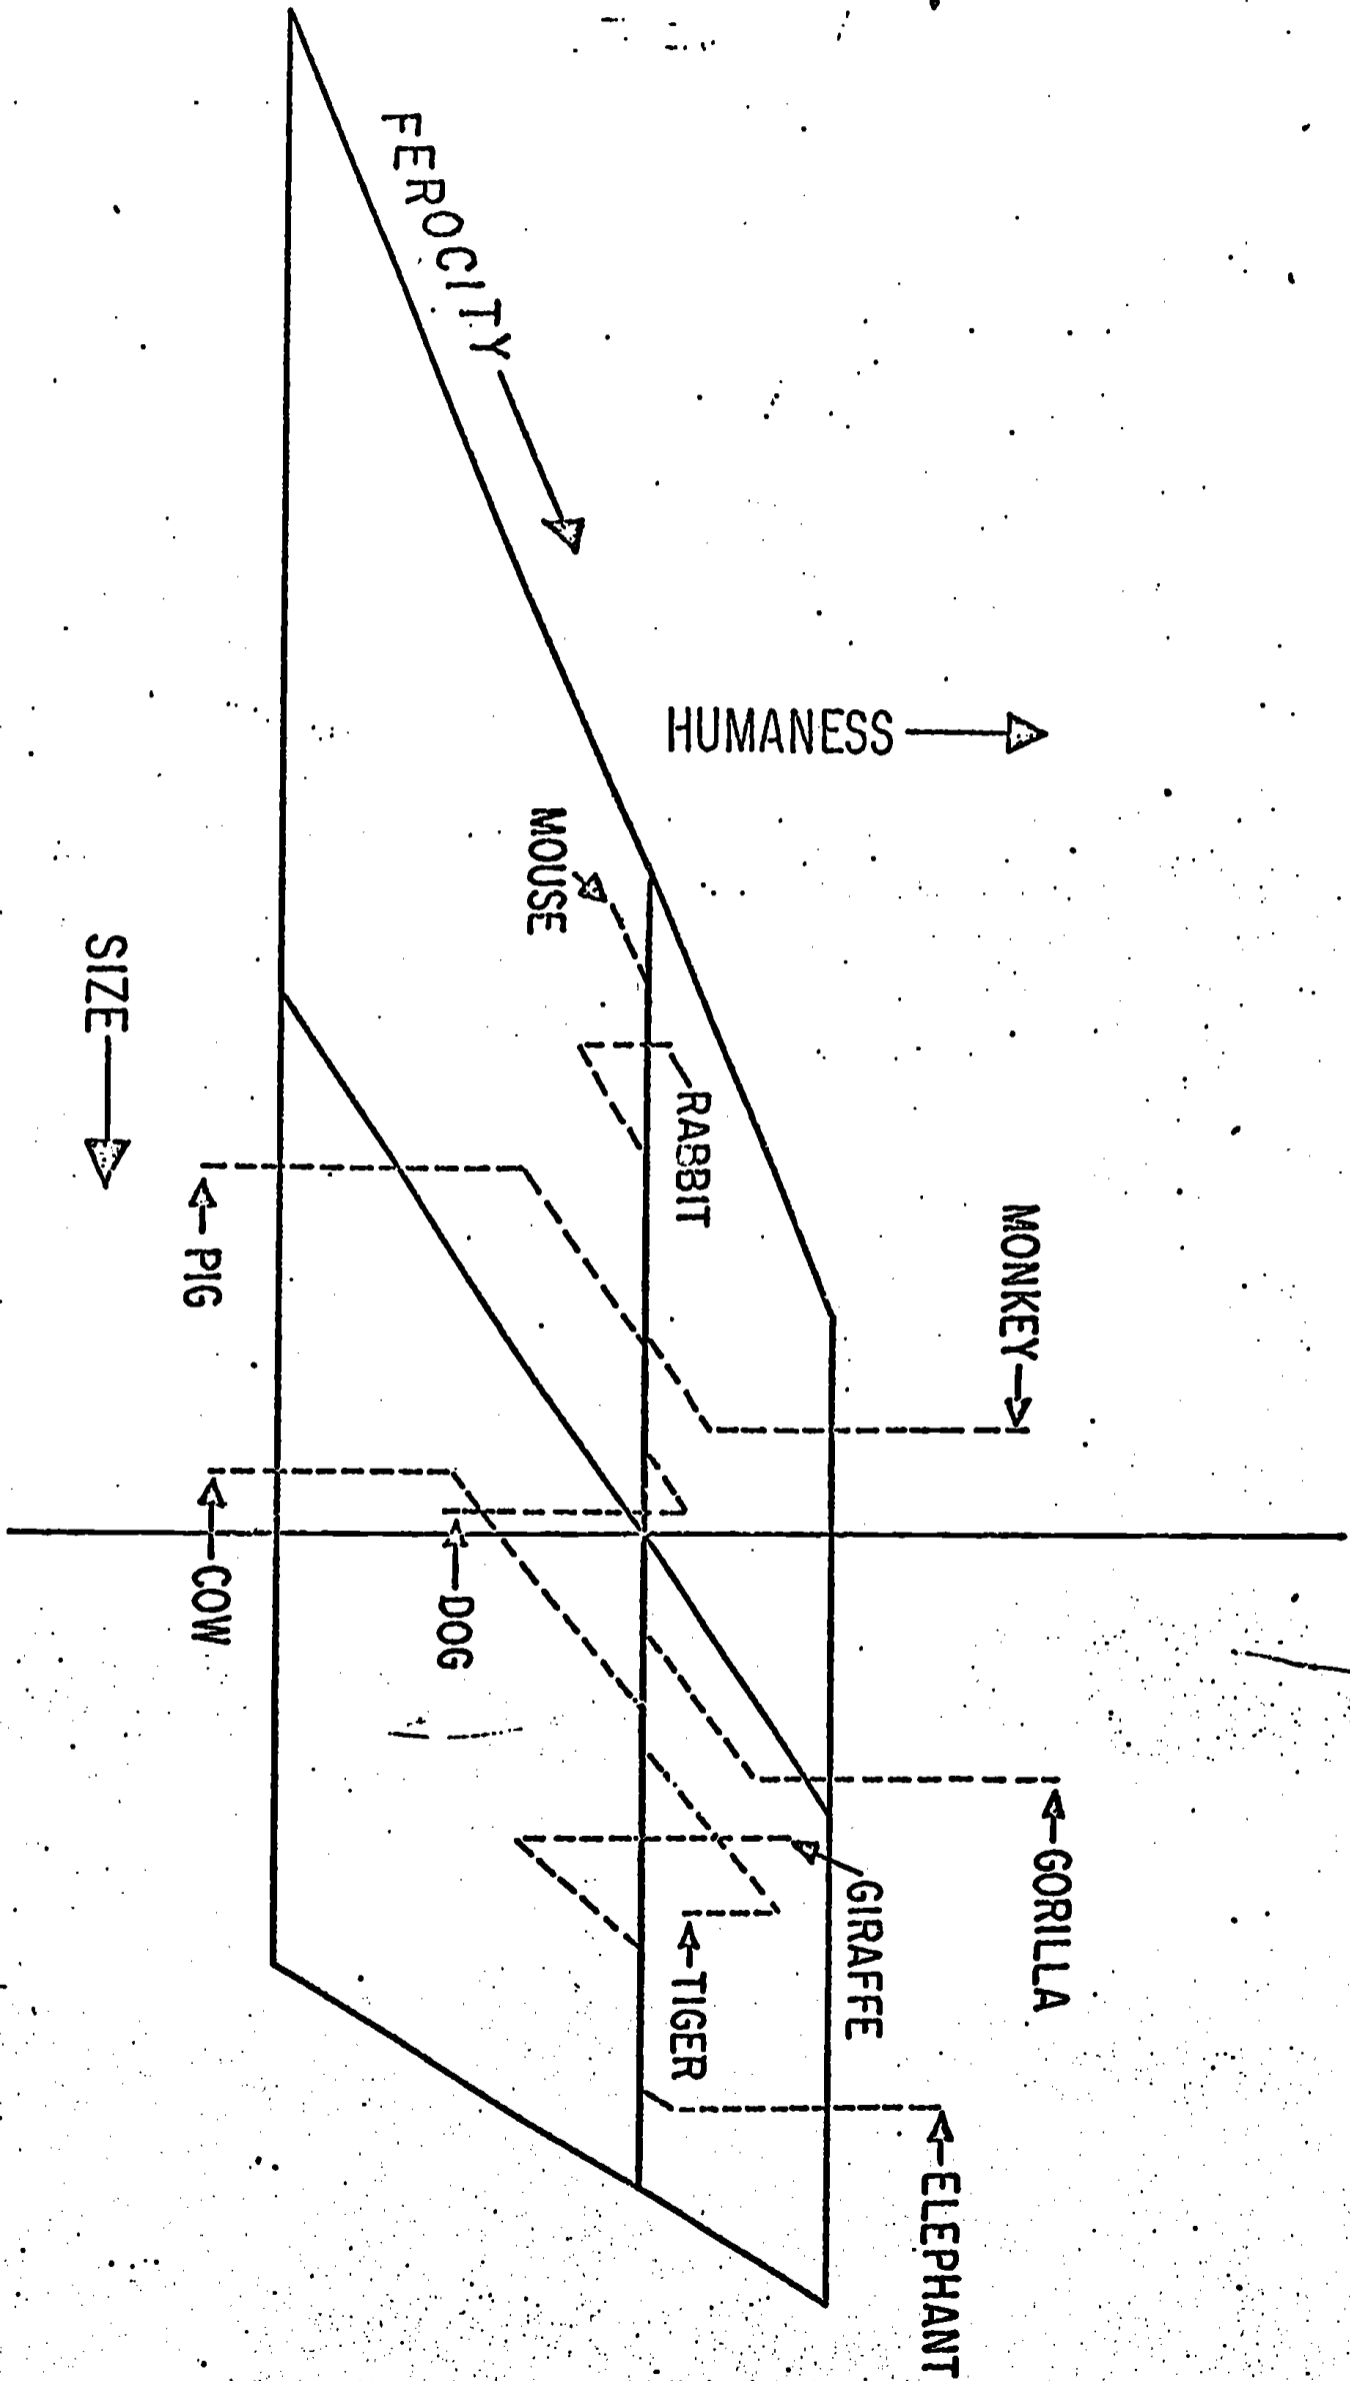 HUMANESS
FEROCITY
MONKEY
GORILLA
ELEPHANT
GIRAFFE
RABBIT
TIGER
MOUSE
DOG
PIG
COW
SIZE